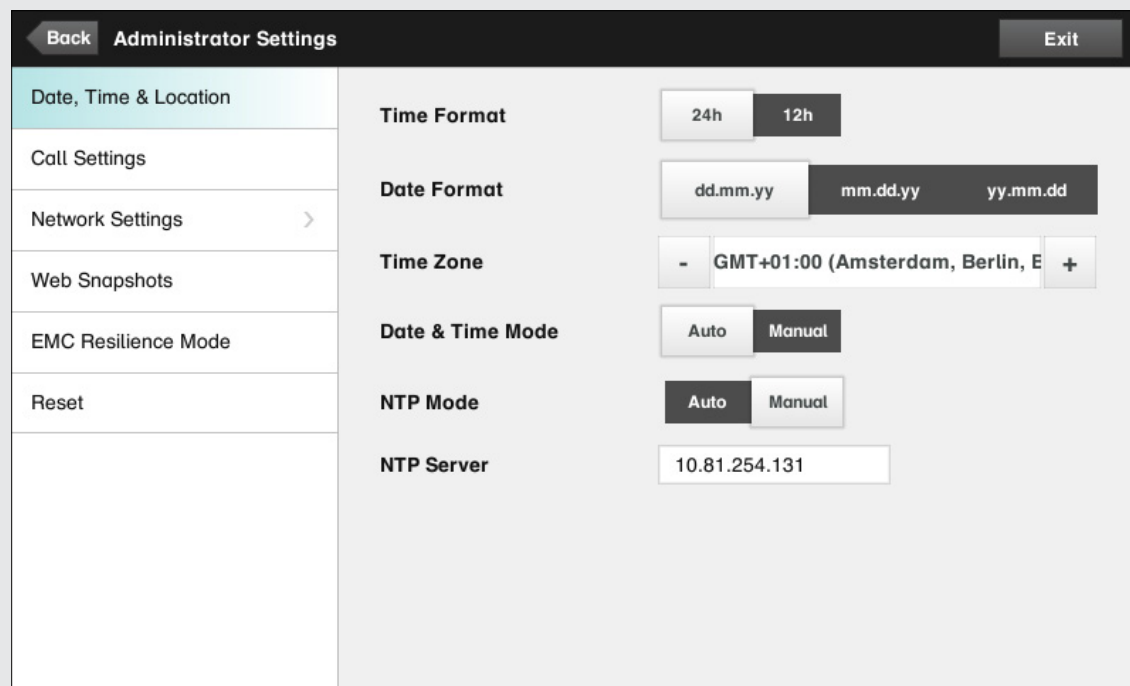 Back Administrator Settings Exit
Date, Time & Location
Call Settings
Network Settings
Web Snapshots
EMC Resilience Mode
Reset
Time Format 24h 12h
Date Format dd.mm.yy mm.dd.yy yy.mm.dd
Time Zone - GMT+01:00 (Amsterdam, Berlin, +
Date & Time Mode Auto Manual
NTP Mode Auto Manual
NTP Server 10.81.254.131